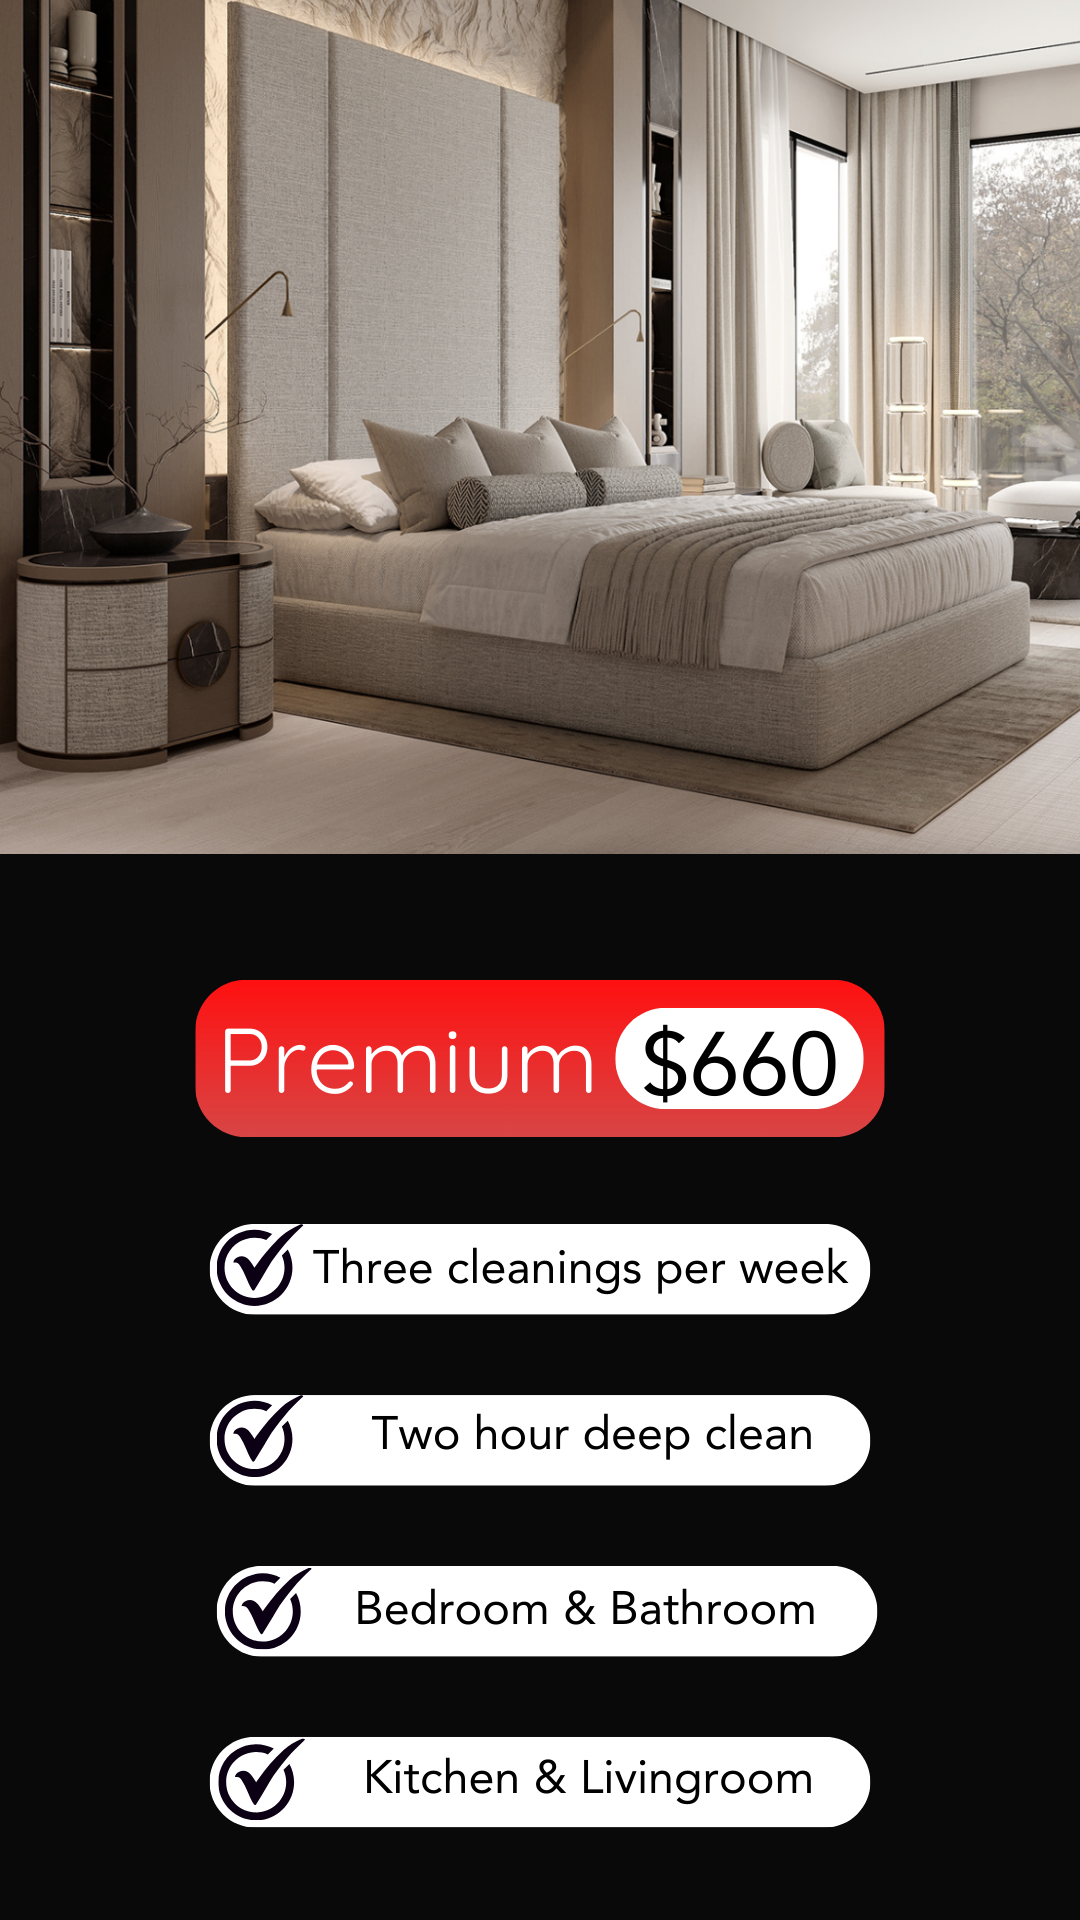 Premium $660
Three cleanings per week
Two hour deep clean
Bedroom & Bathroom
Kitchen & Livingroom